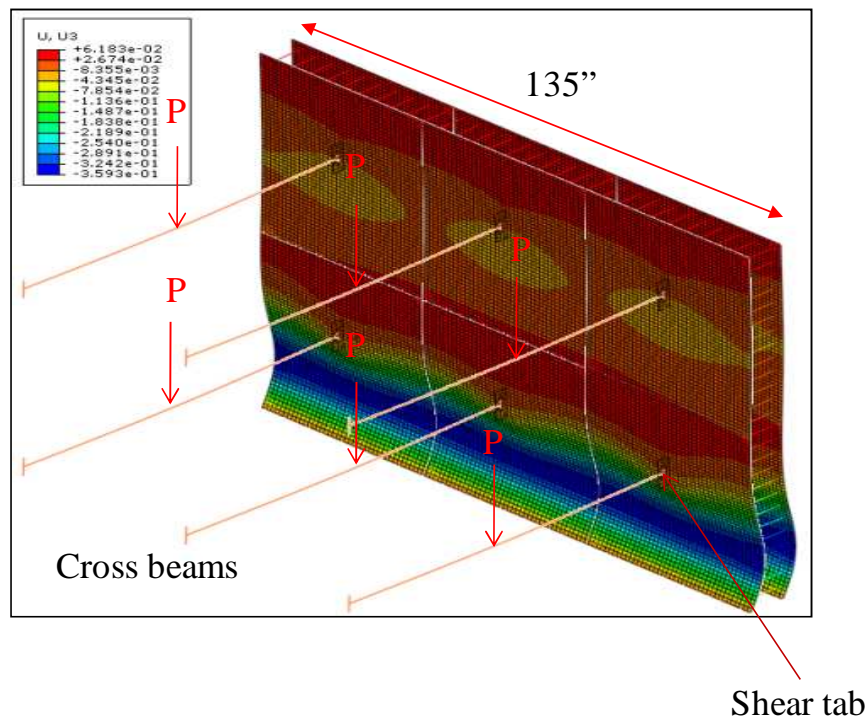 U, U3
+6.183e-02
+2.674e-02
-8.355e-03
-4.345e-02
-7.854e-02
-1.136e-01
-1.487e-01
-1.838e-01
-2.189e-01
-2.540e-01
-2.891e-01
-3.242e-01
-3.593e-01
135”
P
P
P
P
P
P
Cross beams
Shear tab